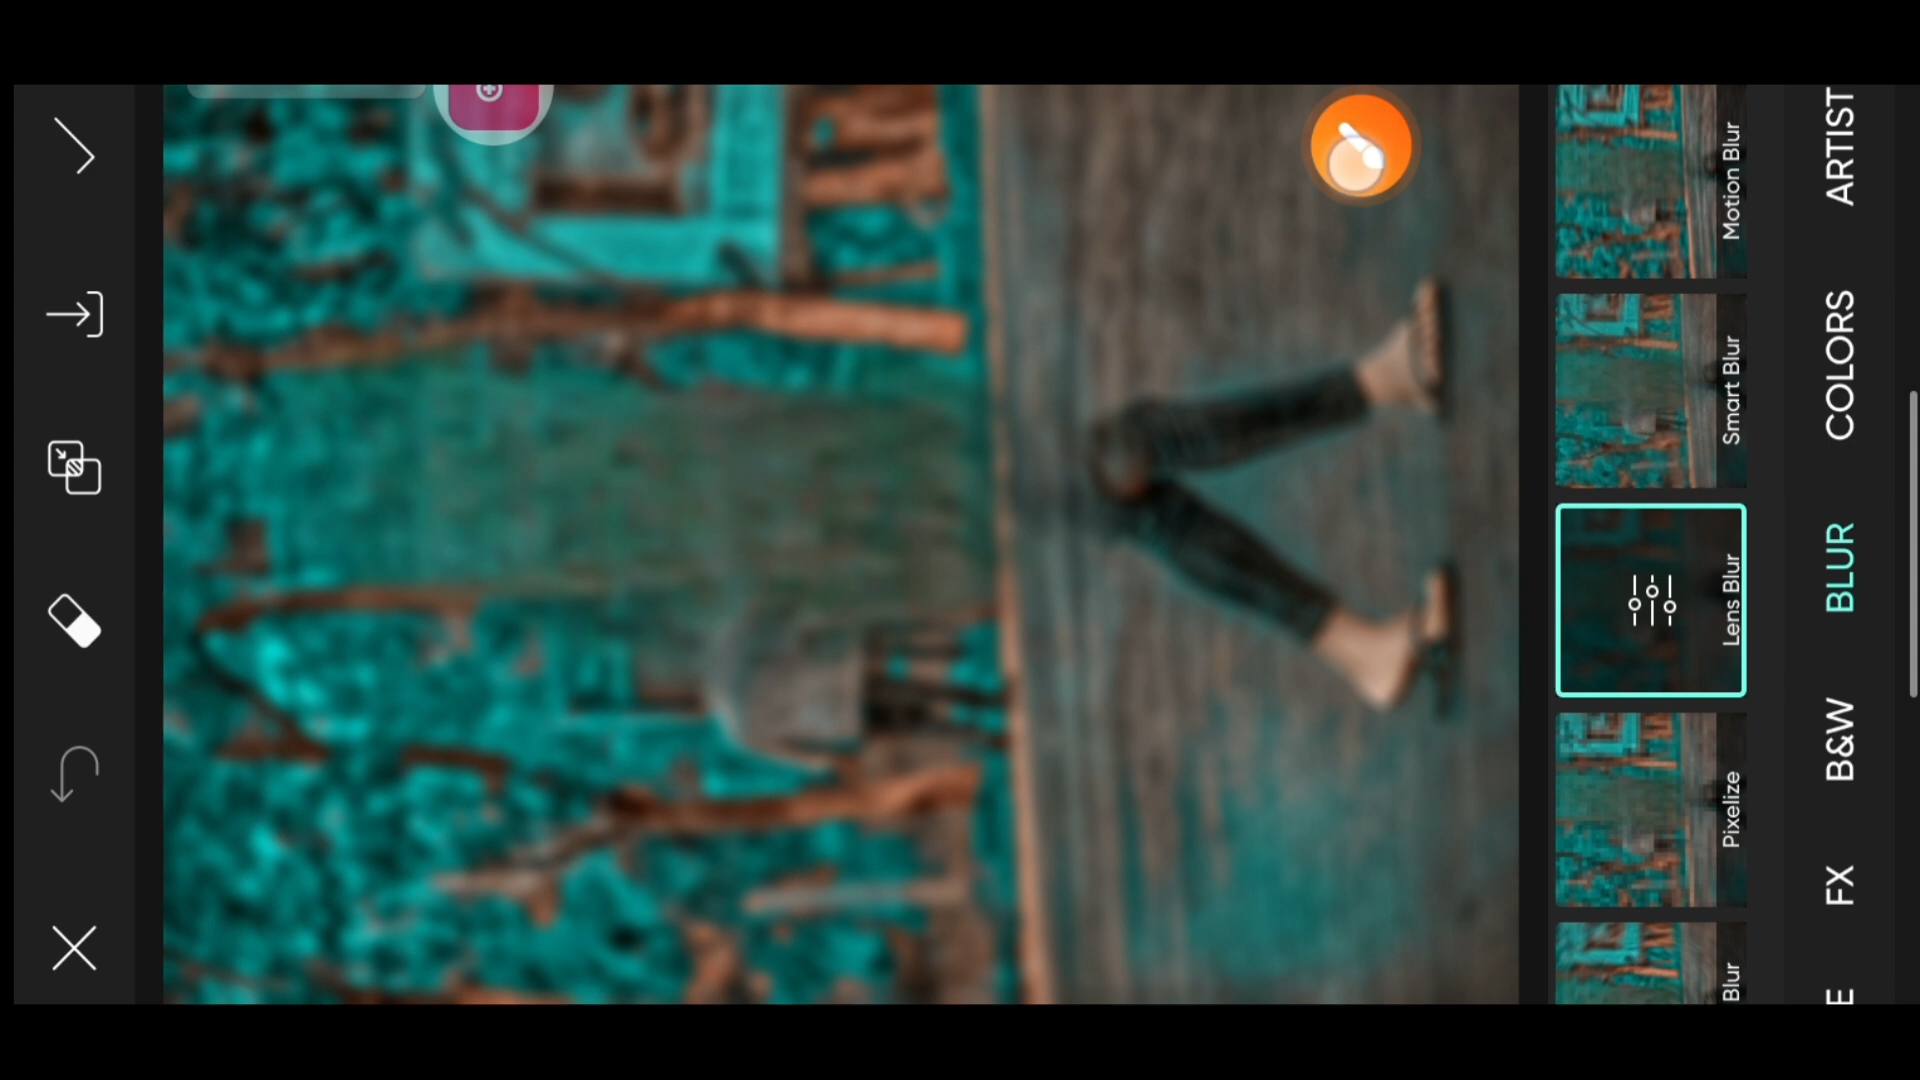 Blur
Pixelize
Lens Blur
Smart Blur
Motion Blur
E
FX
B&W
BLUR
COLORS
ARTIST